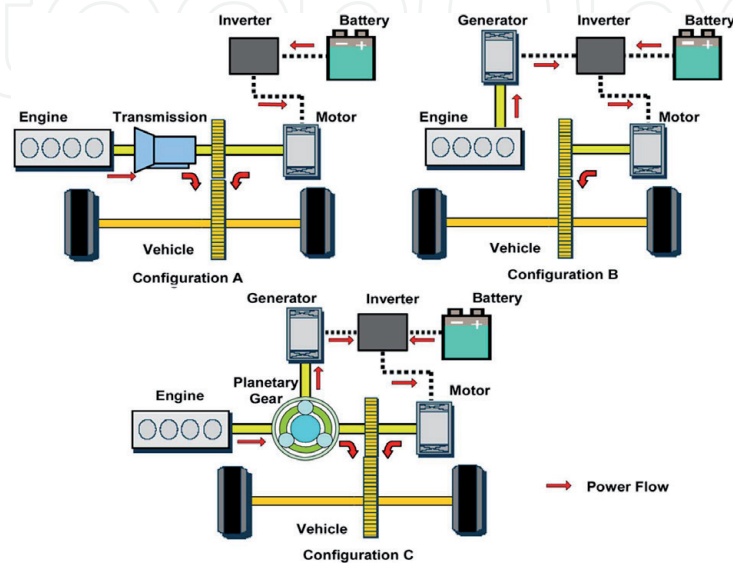 Inverter
Battery
Transmission
Engine
Motor
Vehicle
Configuration A
Generator
Inverter
Battery
Engine
Motor
Vehicle
Configuration B
Generator
Inverter
Battery
Planetary
Gear
Engine
Motor
Vehicle
Configuration C
Power Flow